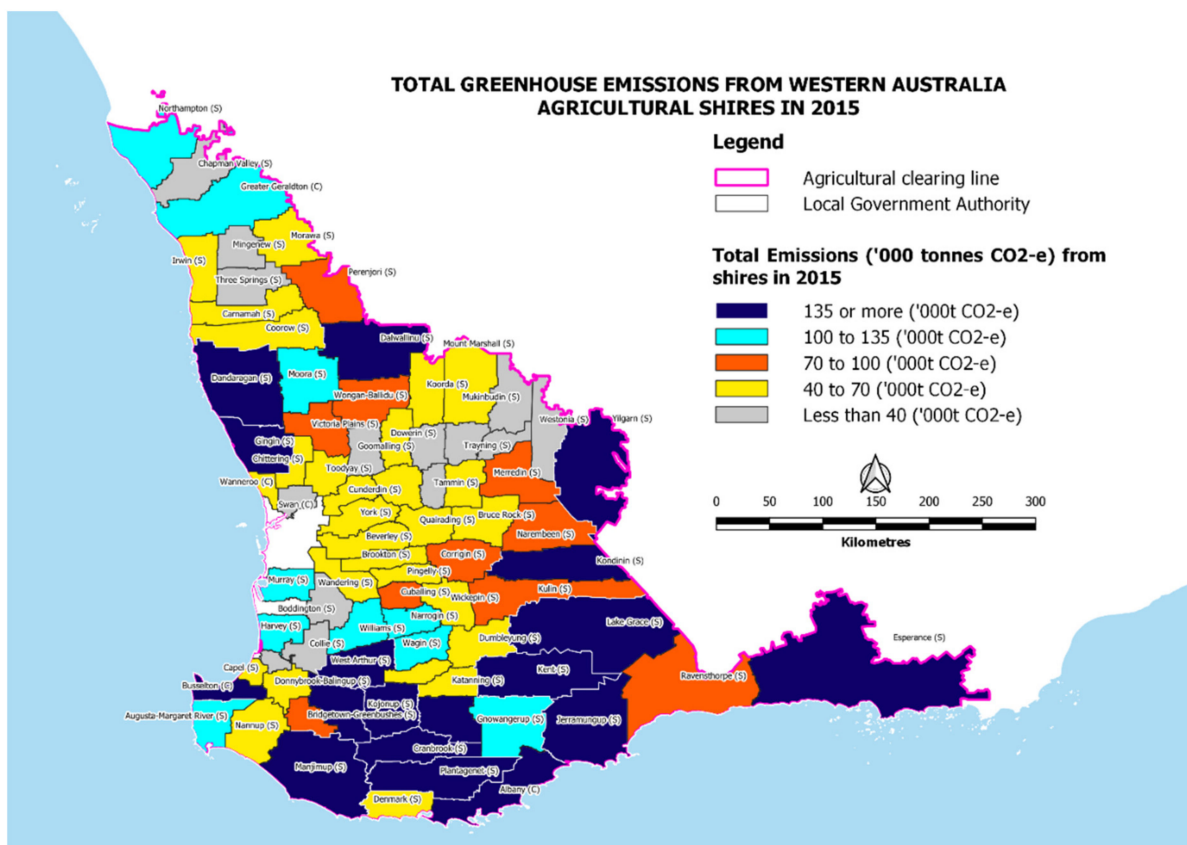 TOTAL GREENHOUSE EMISSIONS FROM WESTERN AUSTRALIA
AGRICULTURAL SHIRES IN 2015
Legend
Agricultural clearing line
Local Government Authority
Total Emissions ('000 tonnes CO2-e) from
shires in 2015
135 or more ('000t CO2-e)
100 to 135 ('000t CO2-e)
70 to 100 ('000t CO2-e)
40 to 70 ('000t CO2-e)
Less than 40 ('000t CO2-e)
0 50 100 150 200 250 300
Kilometres
Northampton (S)
Chapman Valley (S)
Greater Geraldton (C)
Morawa (S)
Mingenew (S)
Irwin (S)
Perenjori (S)
Three Springs (S)
Carnamah (S)
Coorow (S)
Dalwallinu (S)
Mount Marshall (S)
Dandaragan (S)
Moora (S)
Koorda (S)
Wongan-Ballidu (S)
Mukinbudin (S)
Westonia (S)
Yilgarn (S)
Victoria Plains (S)
Dowerin (S)
Gingin (S)
Goomalling (S)
Trayning (S)
Chittering (S)
Toodyay (S)
Merredin (S)
Wanneroo (C)
Cunderdin (S)
Tammin (S)
Swan (C)
York (S)
Quairading (S)
Bruce Rock (S)
Beverley (S)
Narembeen (S)
Brookton (S)
Corrigin (S)
Kondinin (S)
Pingelly (S)
Murray (S)
Wandering (S)
Cuballing (S)
Wickepin (S)
Kulin (S)
Boddington (S)
Narrogin (S)
Harvey (S)
Williams (S)
Lake Grace (S)
Collie (S)
Wagin (S)
Dumbleyung (S)
West Arthur (S)
Capel (S)
Kent (S)
Esperance (S)
Donnybrook-Balingup (S)
Katanning (S)
Ravensthorpe (S)
Busselton (C)
Kojonup (S)
Augusta-Margaret River (S)
Bridgetown-Greenbushes (S)
Gnowangerup (S)
Jerramungup (S)
Nannup (S)
Cranbrook (S)
Manjimup (S)
Plantagenet (S)
Albany (C)
Denmark (S)